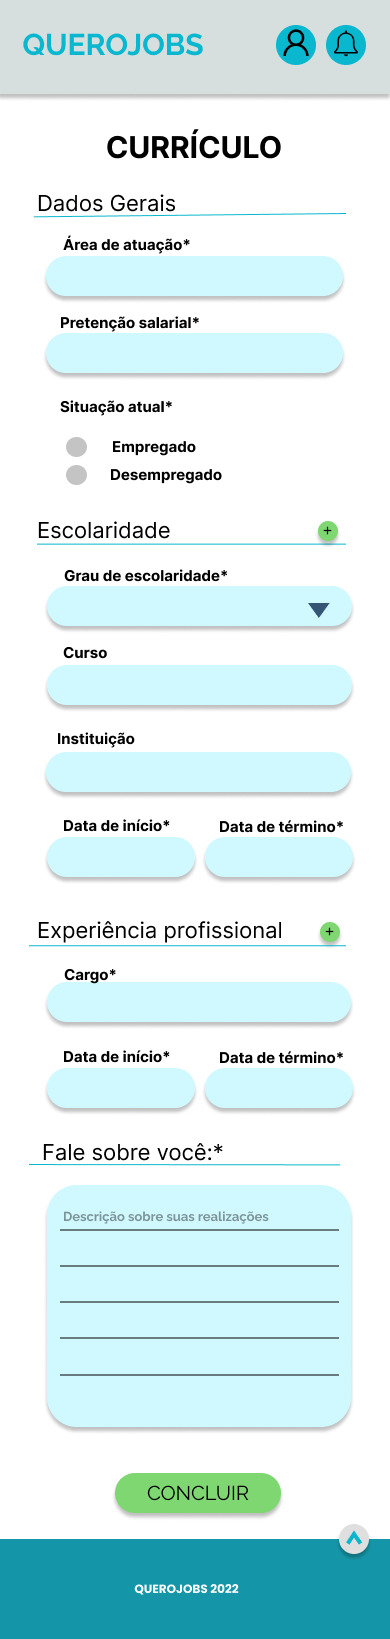 QUEROJOBS
CURRÍCULO
Dados Gerais
Área de atuação*
Pretenção salarial*
Situação atual*
Empregado
Desempregado
Escolaridade +
Grau de escolaridade*
Curso
Instituição
Data de início* Data de término*
Experiência profissional +
Cargo*
Data de início* Data de término*
Fale sobre você:*
Descrição sobre suas realizações
CONCLUIR
QUEROJOBS 2022